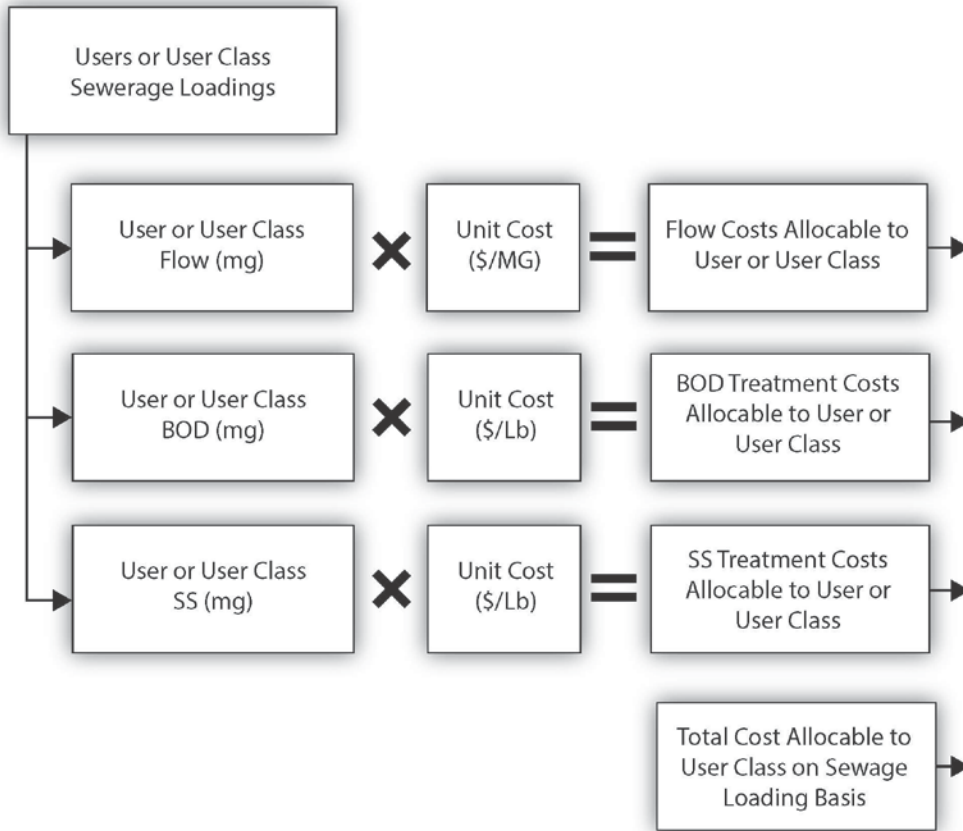 Users or User Class
Sewerage Loadings
User or User Class
Flow (mg)
×
Unit Cost
($/MG)
=
Flow Costs Allocable to
User or User Class
User or User Class
BOD (mg)
×
Unit Cost
($/Lb)
=
BOD Treatment Costs
Allocable to User or
User Class
User or User Class
SS (mg)
×
Unit Cost
($/Lb)
=
SS Treatment Costs
Allocable to User or
User Class
Total Cost Allocable to
User Class on Sewage
Loading Basis